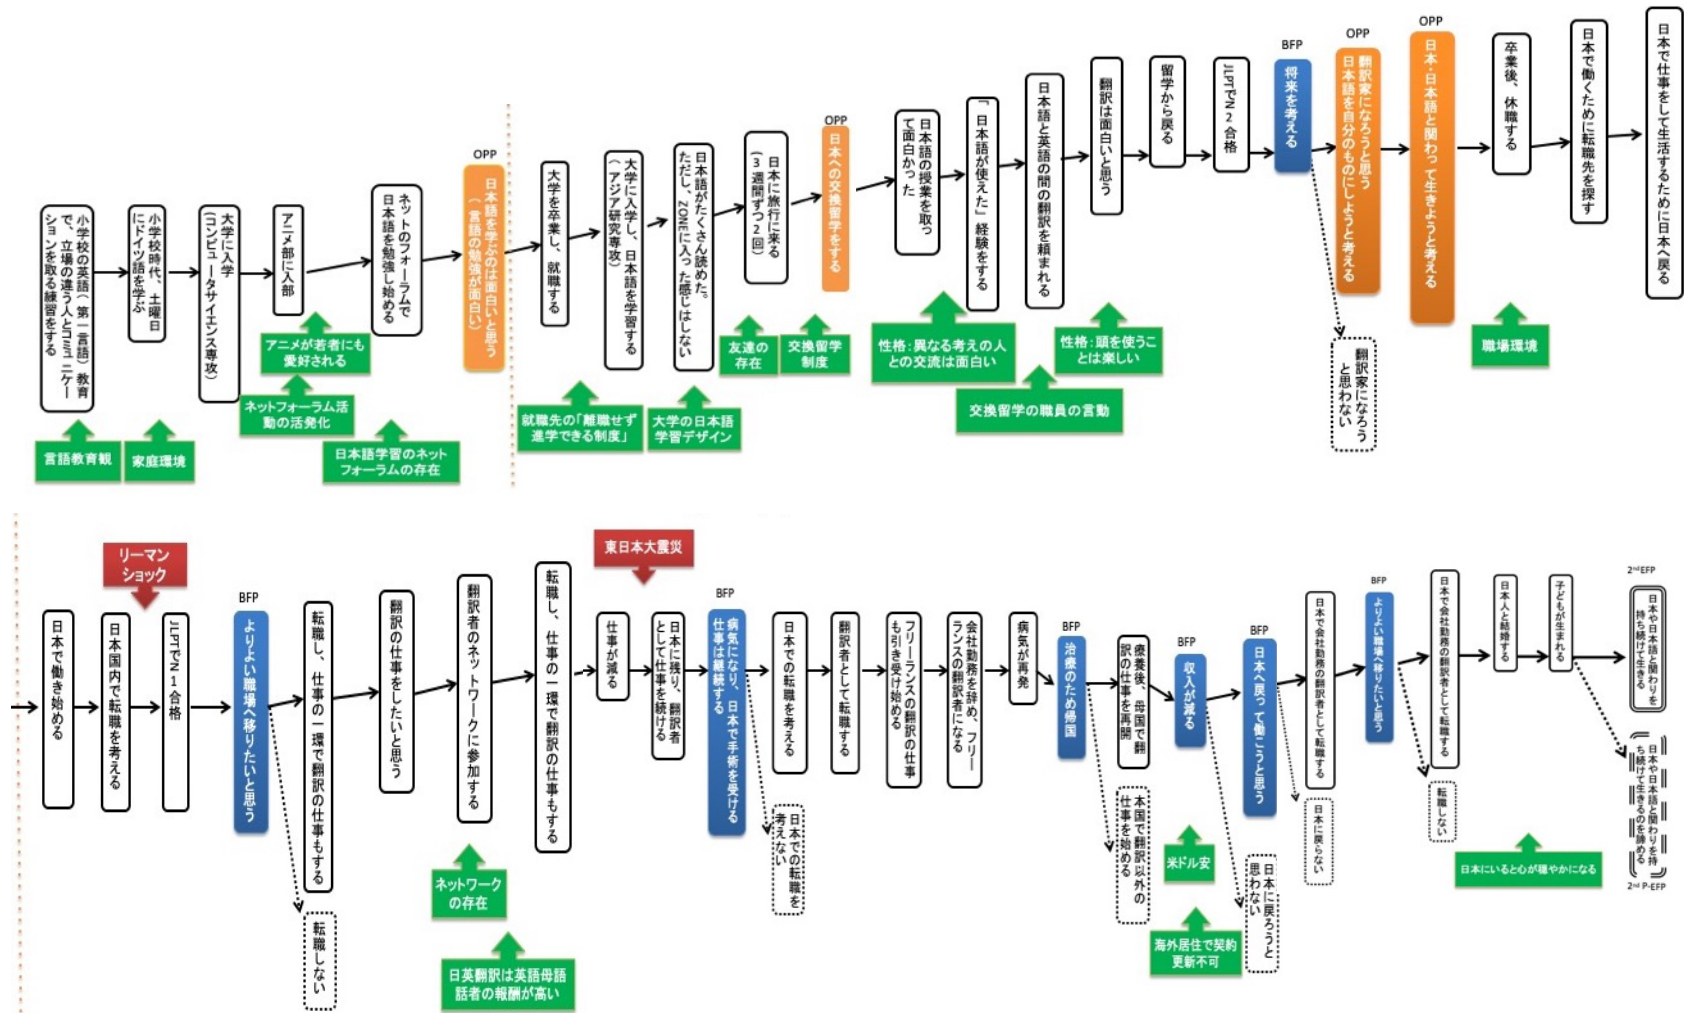 小学校の英語(第一言語)教育
で、立場の違う人とコミュニケー
ションを取る練習をする
小学校時代、土曜日
にドイツ語を学ぶ
大学に入学
(コンピュータサイエンス専攻)
アニメ部に入部
ネットのフォーラムで
日本語を勉強し始める
OPP
日本語を学ぶのは面白いと思う
(言語の勉強が面白い)
大学を卒業し、就職する
大学に入学し、日本語を学習する
(アジア研究専攻)
日本語がたくさん読めた。
ただし、ZONEに入った感じはしない
日本に旅行に来る
(3週間ずつ2回)
OPP
日本への交換留学をする
日本語の授業を取っ
て面白かった
「日本語が使えた」経験をする
日本語と英語の間の翻訳を頼まれる
翻訳は面白いと思う
留学から戻る
JLPTでN2合格
BFP
将来を考える
OPP
翻訳家になろうと思う
日本語を自分のものにしようと考える
翻訳家になろう
と思わない
OPP
日本・日本語と関わって生きようと考える
卒業後、休職する
日本で働くために転職先を探す
日本で仕事をして生活するために日本へ戻る
言語教育観
家庭環境
アニメが若者にも
愛好される
ネットフォーラム活
動の活発化
日本語学習のネット
フォーラムの存在
就職先の「離職せず
進学できる制度」
大学の日本語
学習デザイン
友達の
存在
交換留学
制度
性格:異なる考えの人
との交流は面白い
交換留学の職員の言動
性格:頭を使うこ
とは楽しい
職場環境
リーマン
ショック
東日本大震災
日本で働き始める
日本国内で転職を考える
JLPTでN1合格
BFP
よりよい職場へ移りたいと思う
転職し、仕事の一環で翻訳の仕事もする
転職しない
翻訳の仕事をしたいと思う
翻訳者のネットワークに参加する
転職し、仕事の一環で翻訳の仕事もする
仕事が減る
日本に残り、翻訳者
として仕事を続ける
BFP
病気になり、日本で手術を受ける
仕事は継続する
日本での転職を考える
日本での転職を
考えない
翻訳者として転職する
フリーランスの翻訳の仕事
も引き受け始める
会社勤務を辞め、フリー
ランスの翻訳者になる
病気が再発
BFP
治療のため帰国
療養後、母国で翻
訳の仕事を再開
本国で翻訳以外の
仕事を始める
BFP
収入が減る
BFP
日本へ戻って働こうと思う
日本に戻ろうと
思わない
日本で会社勤務の翻訳者として転職する
日本に戻らない
BFP
よりよい職場へ移りたいと思う
日本で会社勤務の翻訳者として転職する
転職しない
日本人と結婚する
子どもが生まれる
2nd EFP
日本や日本語と関わりを
持ち続けて生きる
日本や日本語と関わりを持
ち続けて生きるのを諦める
2nd P-EFP
ネットワーク
の存在
日英翻訳は英語母語
話者の報酬が高い
米ドル安
海外居住で契約
更新不可
日本にいると心が穏やかになる